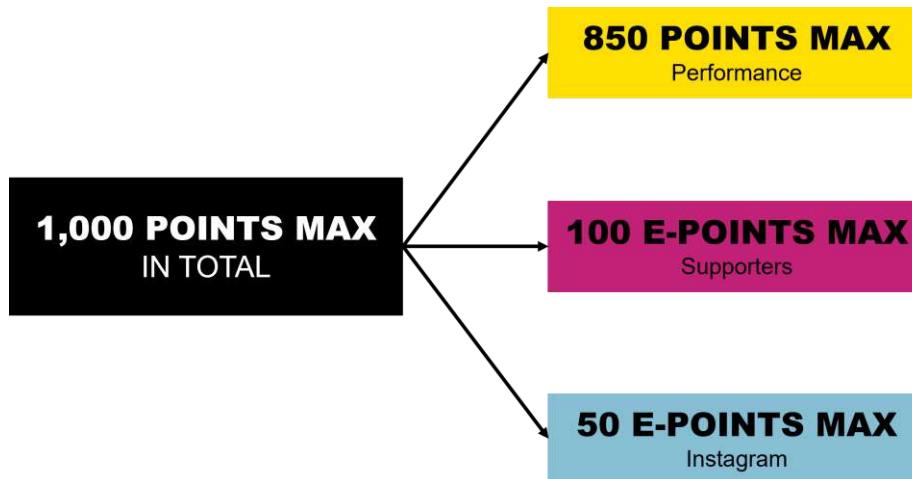 850 POINTS MAX
Performance
1,000 POINTS MAX
IN TOTAL
100 E-POINTS MAX
Supporters
50 E-POINTS MAX
Instagram